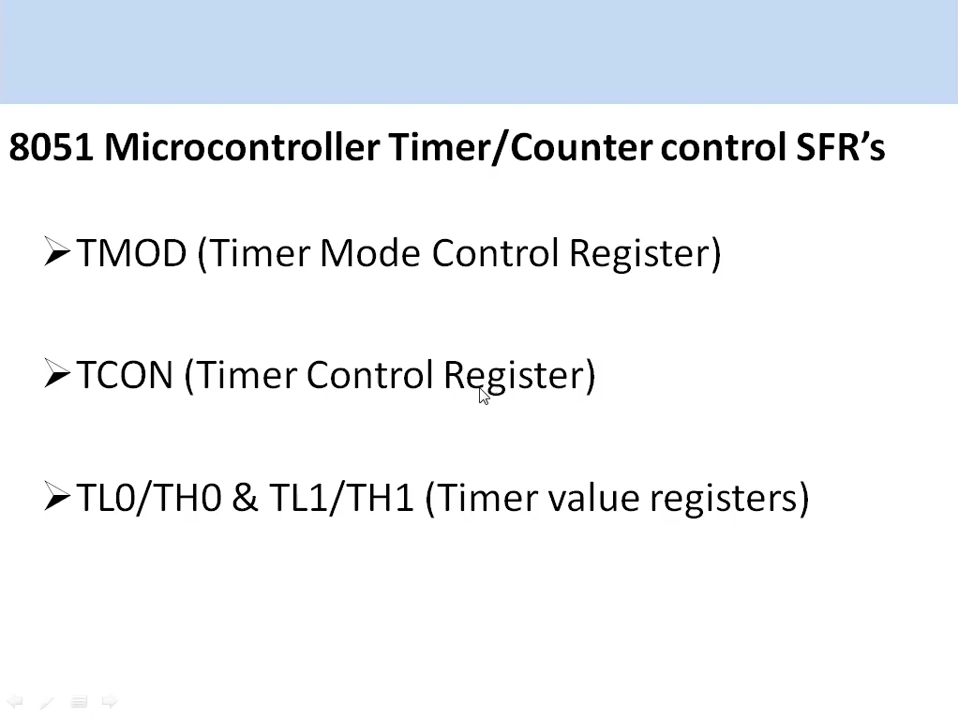 8051 Microcontroller Timer/Counter control SFR’s
TMOD (Timer Mode Control Register)
TCON (Timer Control Register)
TL0/TH0 & TL1/TH1 (Timer value registers)